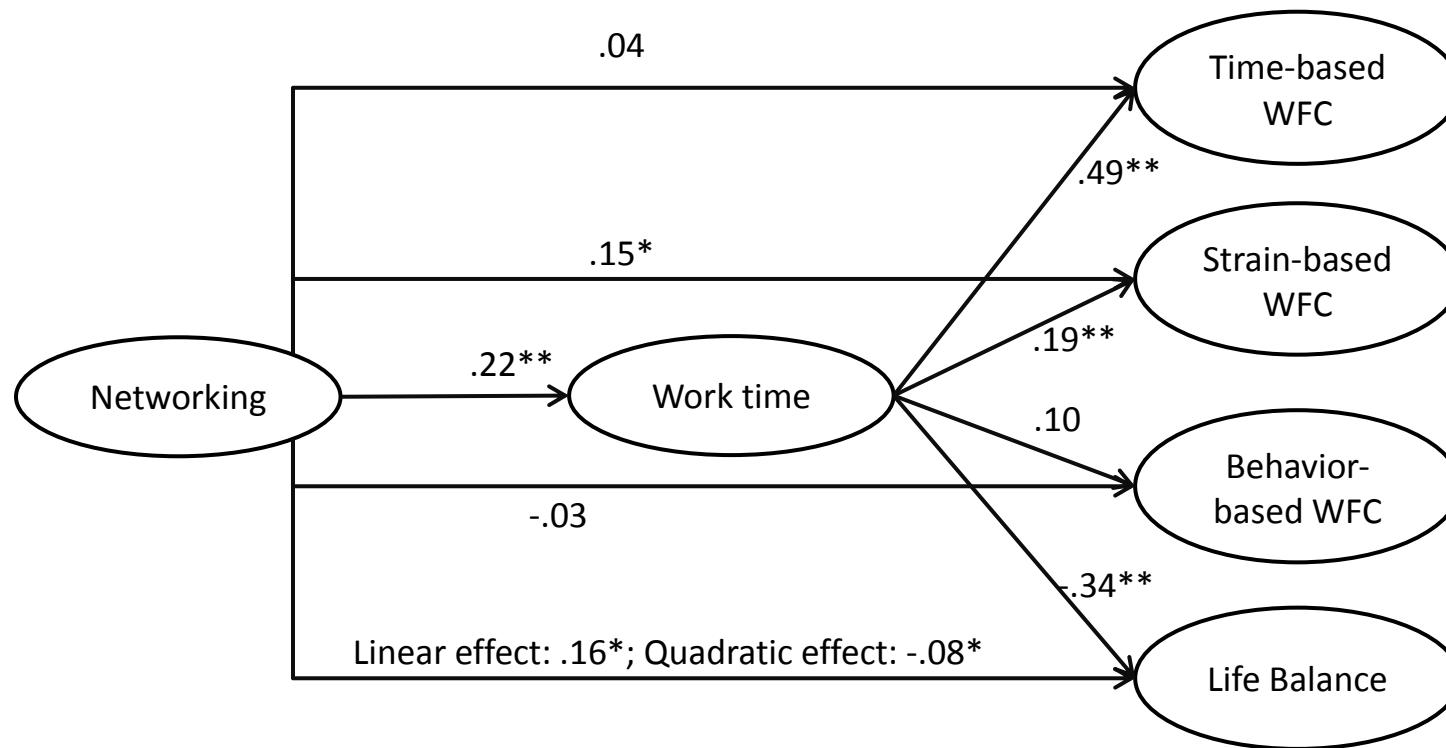 .04
Time-based
WFC
.49**
.15*
Strain-based
WFC
.19**
.22**
Networking
Work time
.10
Behavior-
based WFC
-.03
-.34**
Linear effect: .16*; Quadratic effect: -.08*
Life Balance